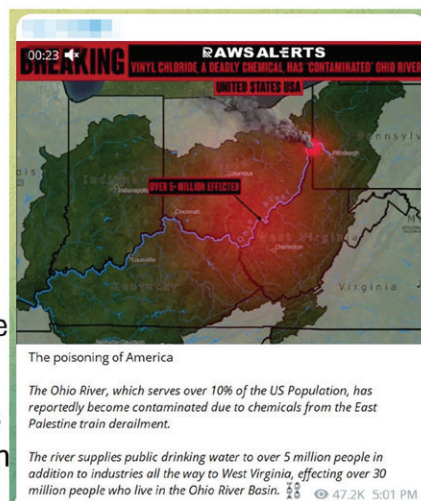 00:23
BREAKING
RAWSALERTS
VINYL CHLORIDE, A DEADLY CHEMICAL, HAS "CONTAMINATED" OHIO RIVER
UNITED STATES USA
Pennsylv
Pittsburgh
Columbus
Indianapolis
OVER 5-MILLION EFFECTED
Cincinnati
West Virginia
Charleston
Louisville
Kentucky
Virginia
The poisoning of America
The Ohio River, which serves over 10% of the US Population, has
reportedly become contaminated due to chemicals from the East
Palestine train derailment.
The river supplies public drinking water to over 5 million people in
addition to industries all the way to West Virginia, effecting over 30
million people who live in the Ohio River Basin.
47.2K 5:01 PM